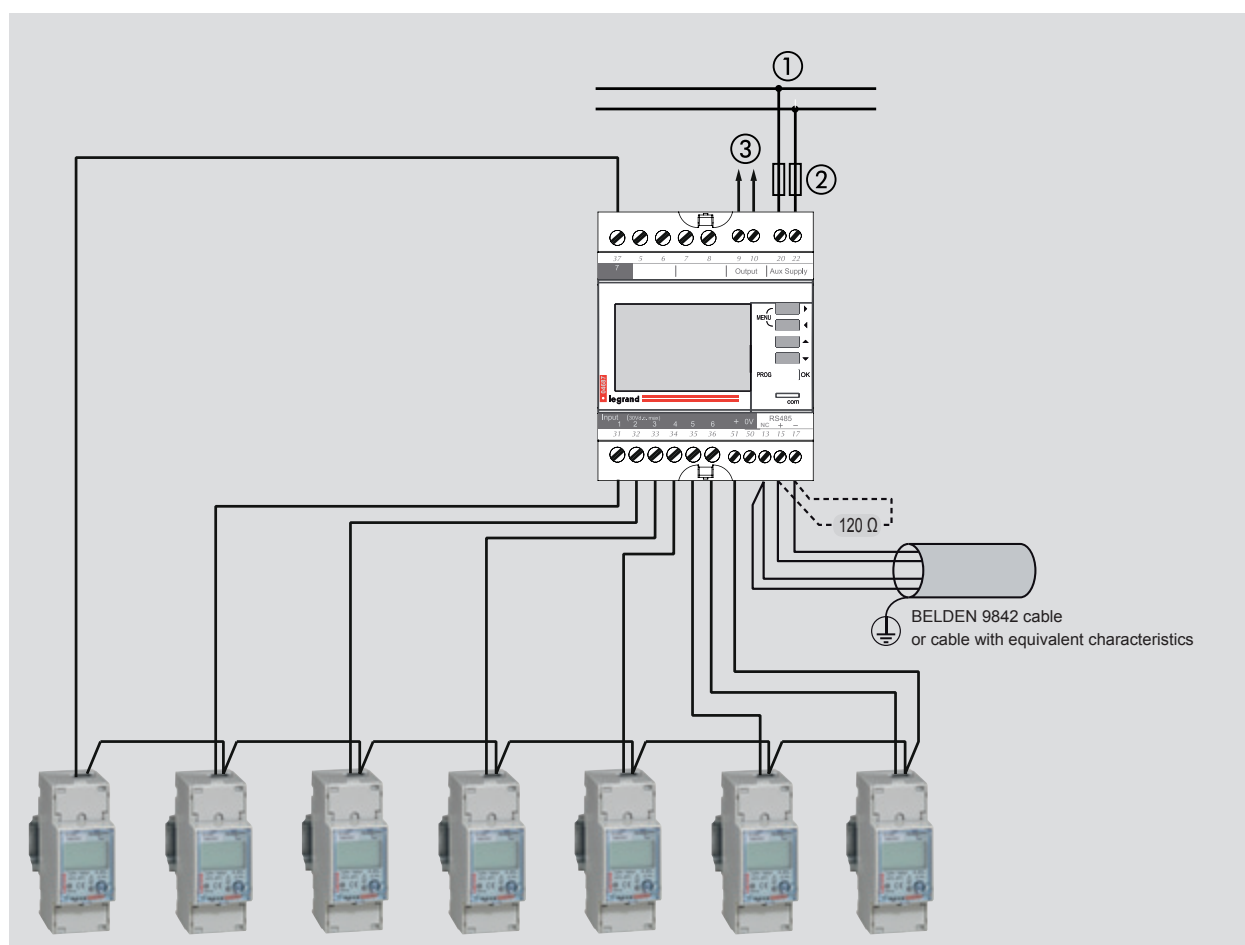 ①
③
②
37 5 6 7 8 9 10 20 22
7 Output Aux Supply
MENU
PROG OK
legrand com
Input (30Vd.c. max) RS485
1 2 3 4 5 6 + 0V NC + −
31 32 33 34 35 36 51 50 13 15 17
120 Ω
BELDEN 9842 cable
or cable with equivalent characteristics